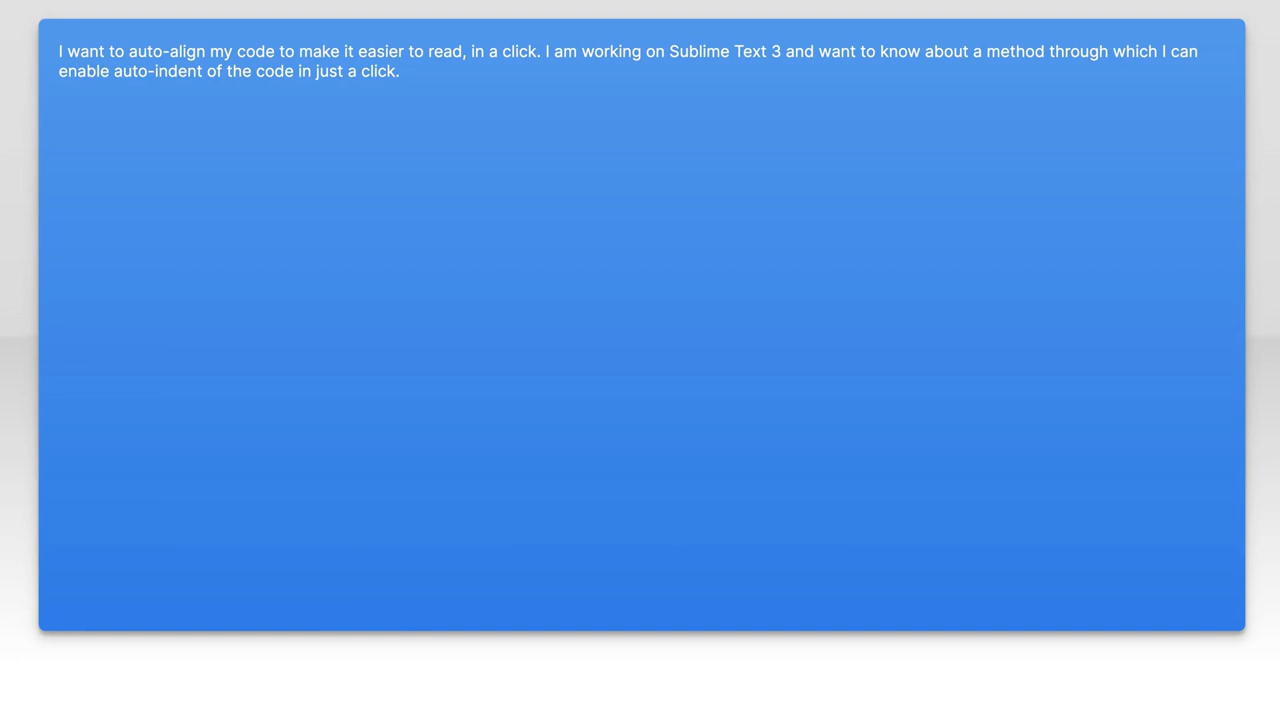 I want to auto-align my code to make it easier to read, in a click. I am working on Sublime Text 3 and want to know about a method through which I can
enable auto-indent of the code in just a click.